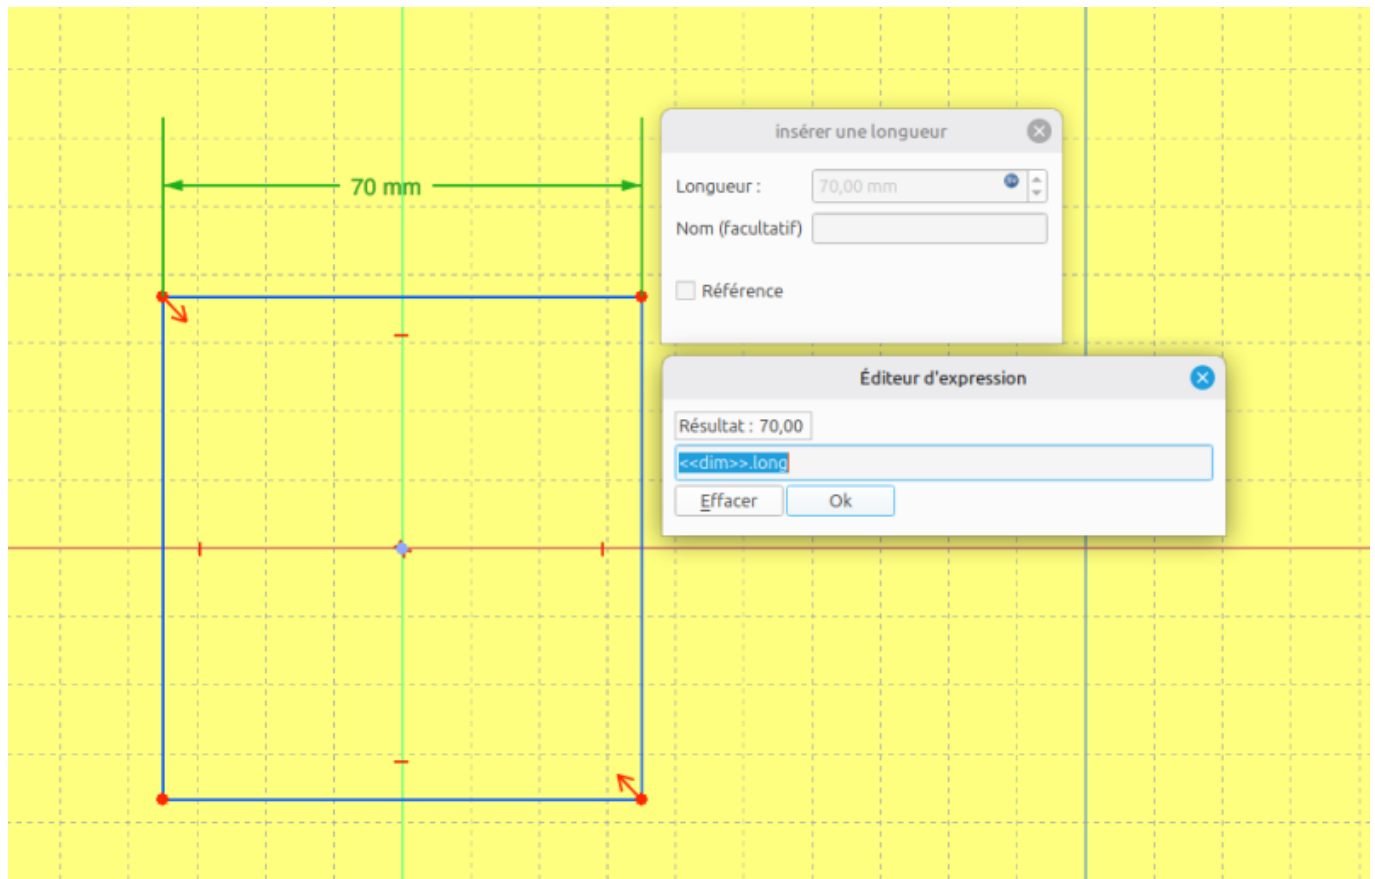 70 mm
insérer une longueur
Longueur :
70,00 mm
Nom (facultatif)
Référence
Éditeur d'expression
Résultat : 70,00
<<dim>>.long
Effacer
Ok